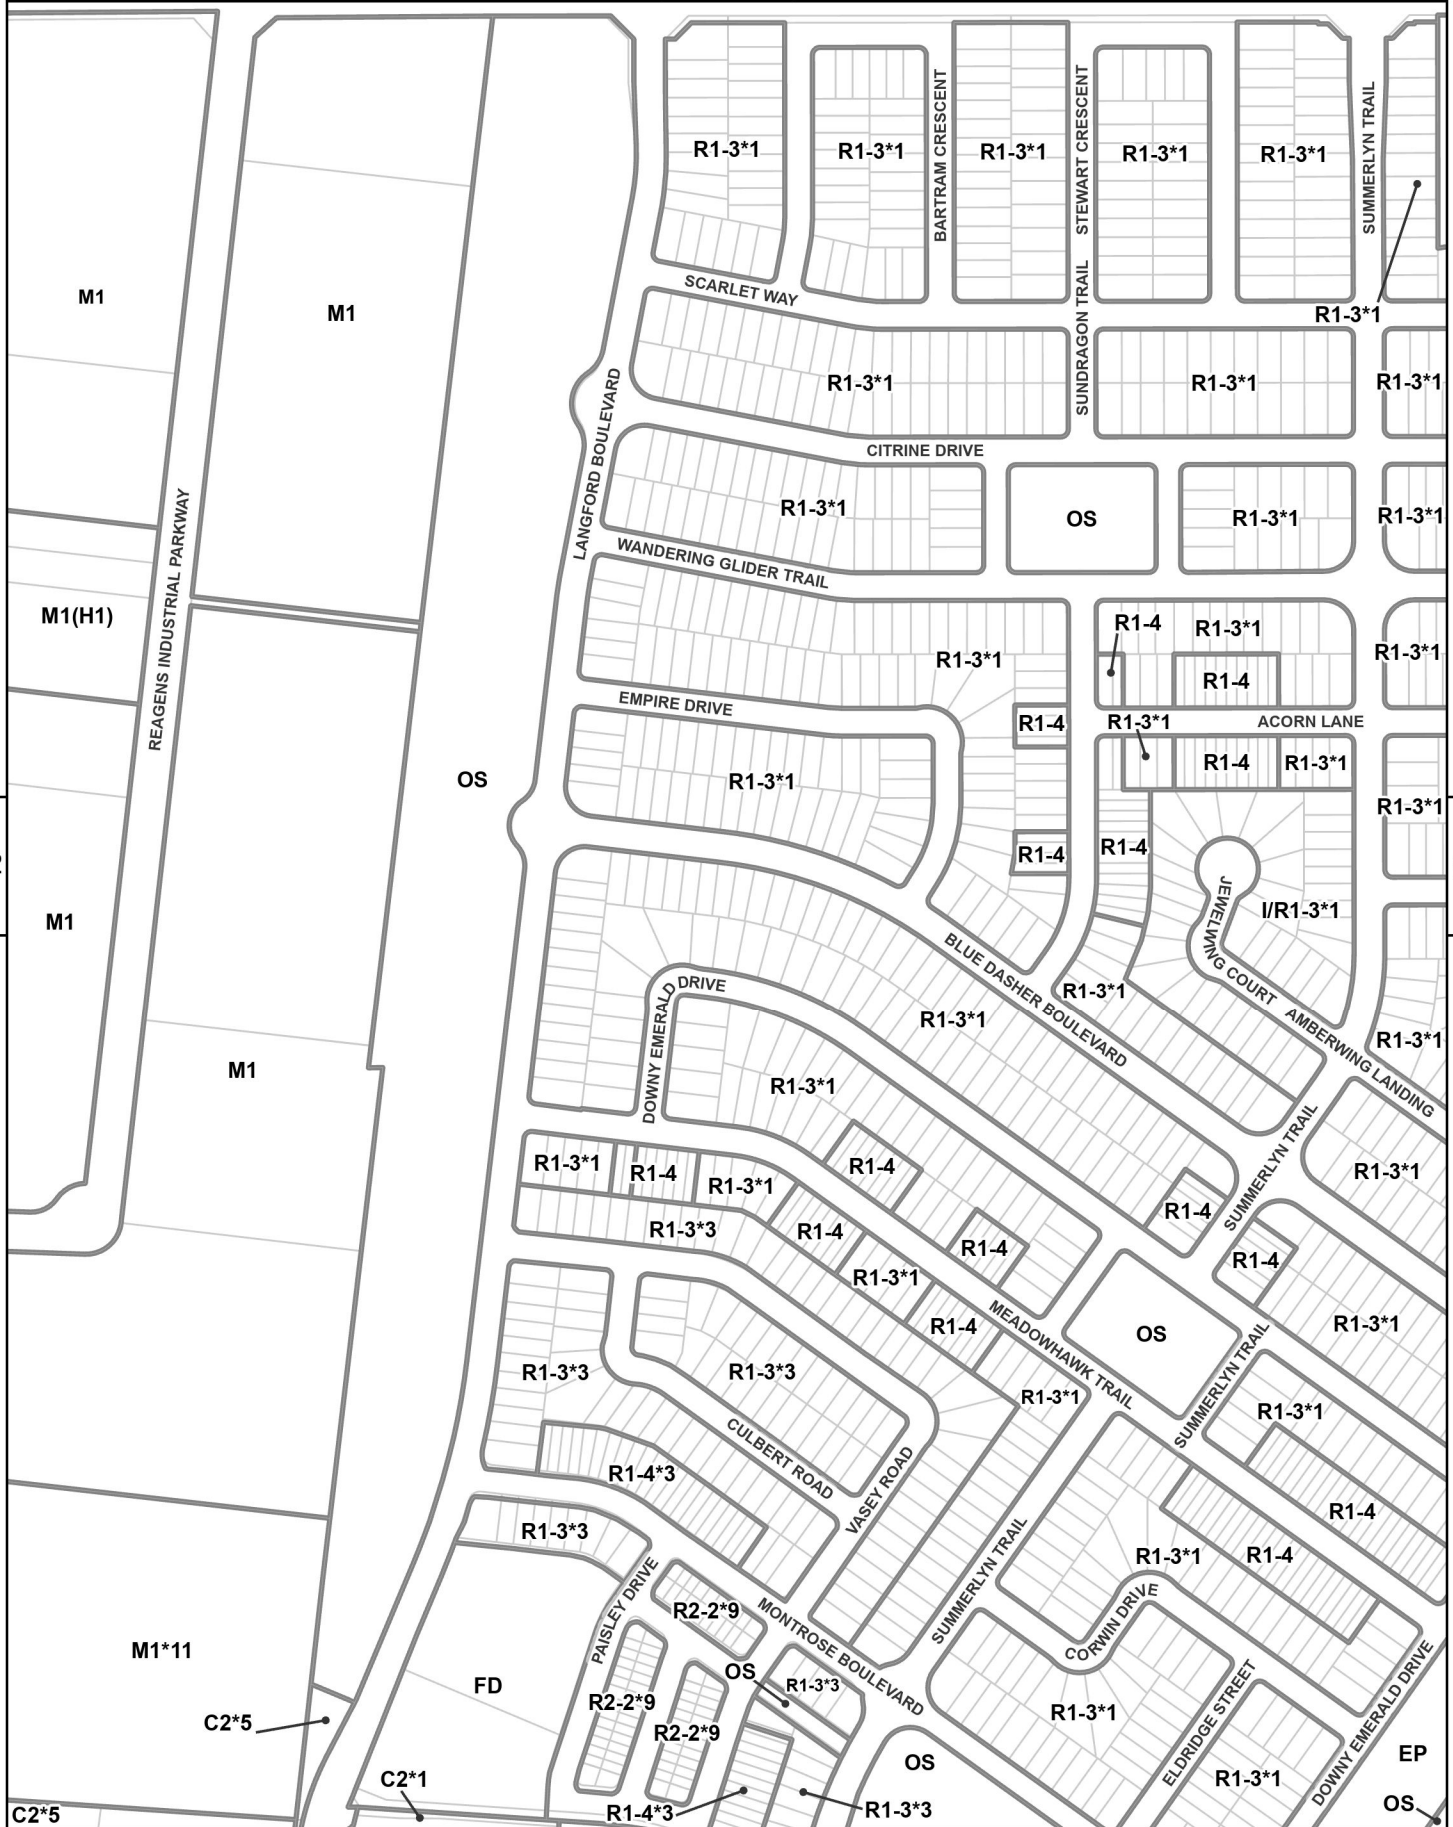 R1-3*1
R1-3*1
BARTRAM CRESCENT
R1-3*1
STEWART CRESCENT
R1-3*1
R1-3*1
SUMMERLYN TRAIL
R1-3*1
M1
M1
SCARLET WAY
SUNDRAGON TRAIL
R1-3*1
R1-3*1
R1-3*1
LANGFORD BOULEVARD
CITRINE DRIVE
R1-3*1
OS
R1-3*1
R1-3*1
REAGENS INDUSTRIAL PARKWAY
WANDERING GLIDER TRAIL
M1(H1)
R1-4
R1-3*1
R1-3*1
R1-3*1
R1-4
EMPIRE DRIVE
R1-4
R1-3*1
ACORN LANE
OS
R1-3*1
R1-4
R1-3*1
R1-3*1
R1-4
R1-4
JEWELWING COURT
I/R1-3*1
M1
BLUE DASHER BOULEVARD
R1-3*1
DOWNY EMERALD DRIVE
R1-3*1
AMBERWING LANDING
R1-3*1
M1
R1-3*1
SUMMERLYN TRAIL
R1-3*1
R1-4
R1-3*1
R1-4
R1-3*1
R1-4
R1-3*3
R1-4
R1-4
R1-4
R1-3*1
R1-4
MEADOWHAWK TRAIL
OS
SUMMERLYN TRAIL
R1-3*1
R1-3*3
R1-3*3
R1-3*1
R1-3*1
CULBERT ROAD
VASEY ROAD
R1-4*3
R1-4
R1-3*3
SUMMERLYN TRAIL
R1-3*1
R1-4
PAISLEY DRIVE
R2-2*9
MONTROSE BOULEVARD
CORWIN DRIVE
M1*11
FD
OS
R1-3*3
R2-2*9
R2-2*9
R1-3*1
ELDRIDGE STREET
DOWNY EMERALD DRIVE
C2*5
OS
EP
C2*1
R1-3*1
C2*5
R1-4*3
R1-3*3
OS